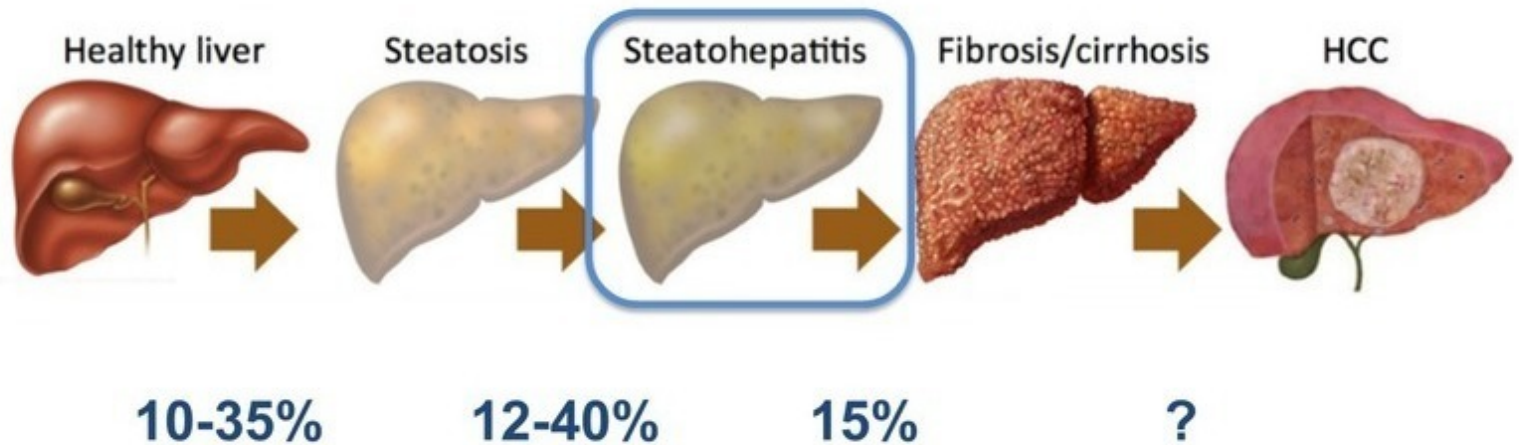 Healthy liver Steatosis Steatohepatitis Fibrosis/cirrhosis HCC
10-35% 12-40% 15% ?